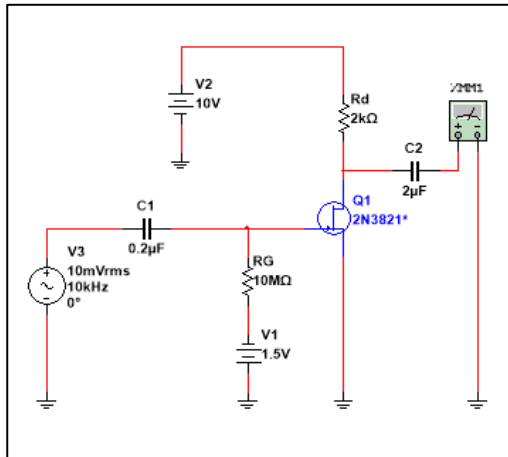 V2
10V
Rd
2kΩ
XMM1
C2
2µF
Q1
2N3821*
C1
0.2µF
V3
10mVrms
10kHz
0°
RG
10MΩ
V1
1.5V